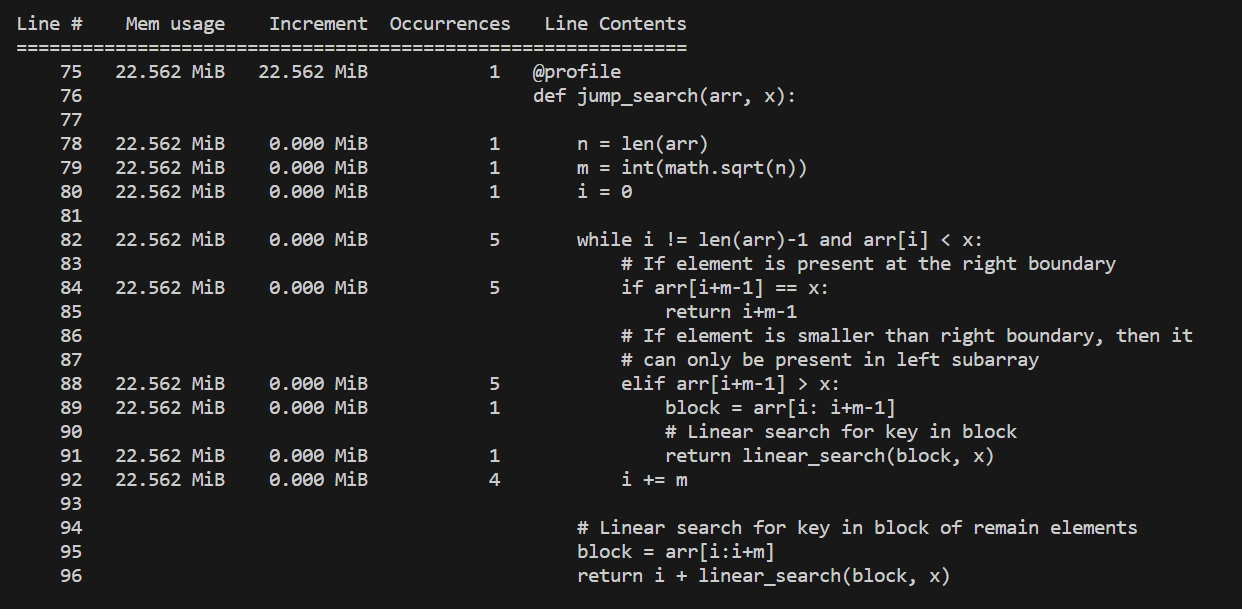 Line #    Mem usage    Increment  Occurrences   Line Contents
=============================================================
    75   22.562 MiB   22.562 MiB           1   @profile
    76                                         def jump_search(arr, x):
    77
    78   22.562 MiB    0.000 MiB           1       n = len(arr)
    79   22.562 MiB    0.000 MiB           1       m = int(math.sqrt(n))
    80   22.562 MiB    0.000 MiB           1       i = 0
    81
    82   22.562 MiB    0.000 MiB           5       while i != len(arr)-1 and arr[i] < x:
    83                                                 # If element is present at the right boundary
    84   22.562 MiB    0.000 MiB           5           if arr[i+m-1] == x:
    85                                                     return i+m-1
    86                                                 # If element is smaller than right boundary, then it
    87                                                 # can only be present in left subarray
    88   22.562 MiB    0.000 MiB           5           elif arr[i+m-1] > x:
    89   22.562 MiB    0.000 MiB           1               block = arr[i: i+m-1]
    90                                                     # Linear search for key in block
    91   22.562 MiB    0.000 MiB           1               return linear_search(block, x)
    92   22.562 MiB    0.000 MiB           4           i += m
    93
    94                                             # Linear search for key in block of remain elements
    95                                             block = arr[i:i+m]
    96                                             return i + linear_search(block, x)